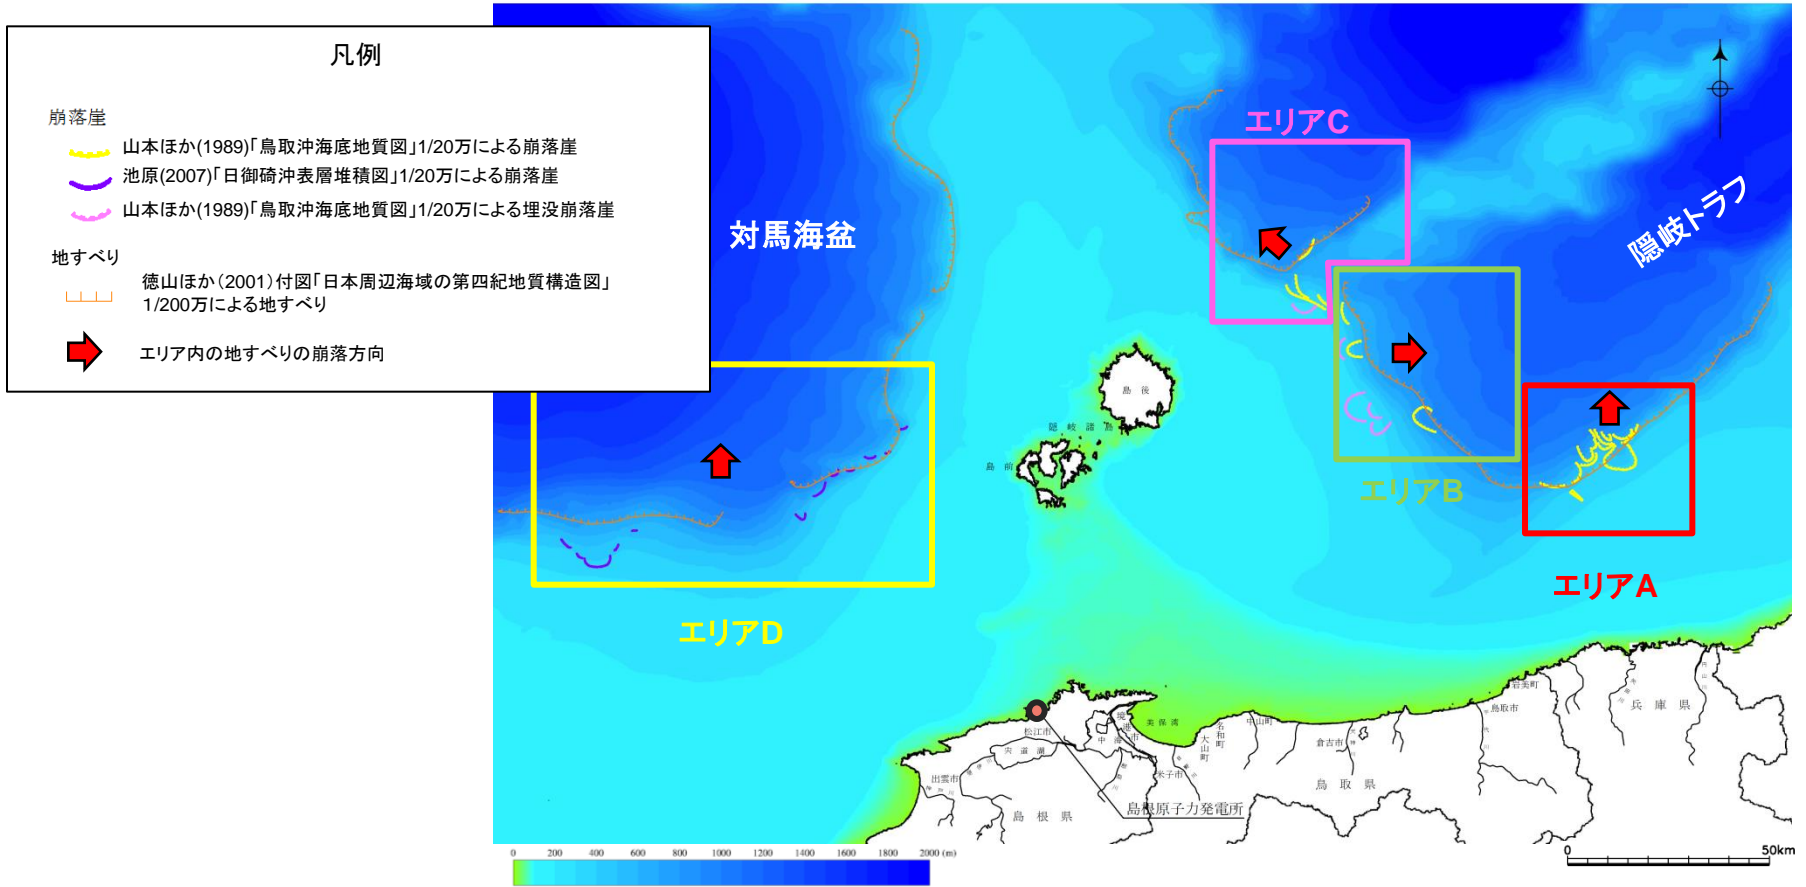 凡例
崩落崖
山本ほか(1989)「鳥取沖海底地質図」1/20万による崩落崖
池原(2007)「日御碕沖表層堆積図」1/20万による崩落崖
山本ほか(1989)「鳥取沖海底地質図」1/20万による埋没崩落崖
地すべり
徳山ほか(2001)付図「日本周辺海域の第四紀地質構造図」
1/200万による地すべり
エリア内の地すべりの崩落方向
対馬海盆
エリアC
隠岐トラフ
島後
隠岐諸島
島前
エリアB
エリアA
エリアD
岩美町
鳥取市
兵庫県
境港市
美保湾
名和町
中山町
大山町
松江市
宍道湖
中海
倉吉市
米子市
出雲市
鳥取県
島根県
島根原子力発電所
0 200 400 600 800 1000 1200 1400 1600 1800 2000 (m)
0 50km